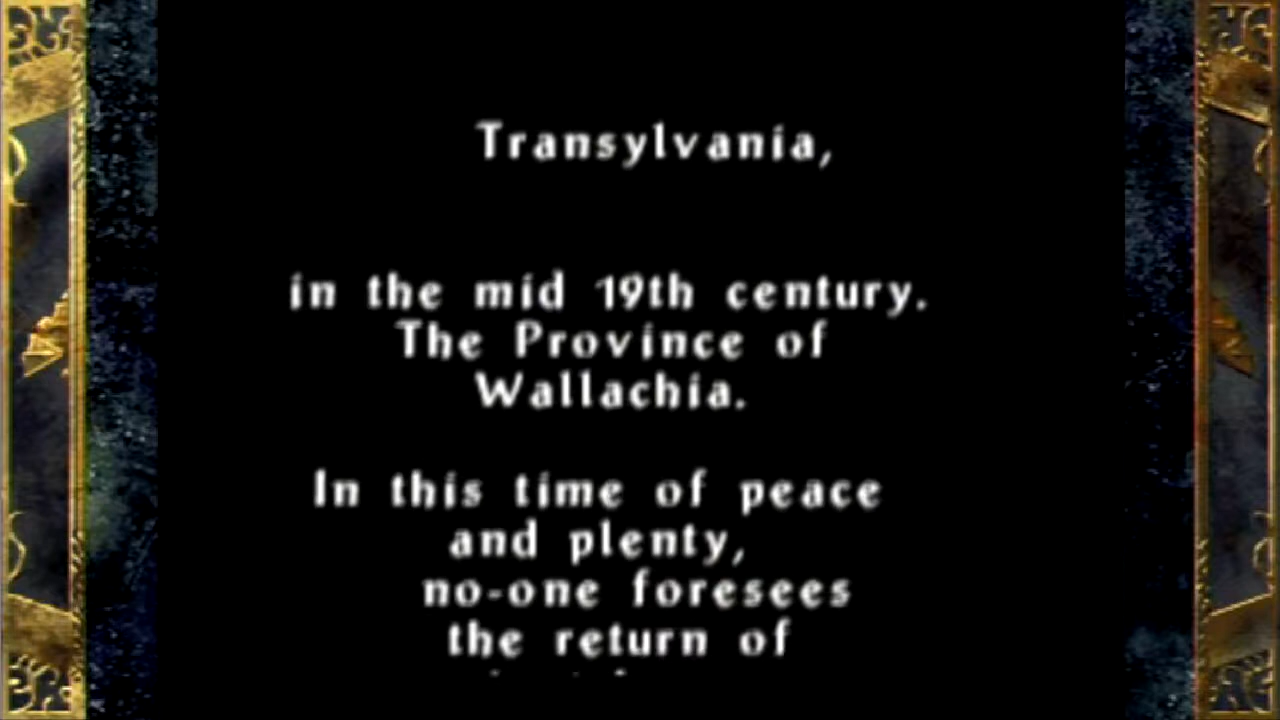 Transylvania,
in the mid 19th century.
The Province of
Wallachia.
In this time of peace
and plenty,
no-one foresees
the return of